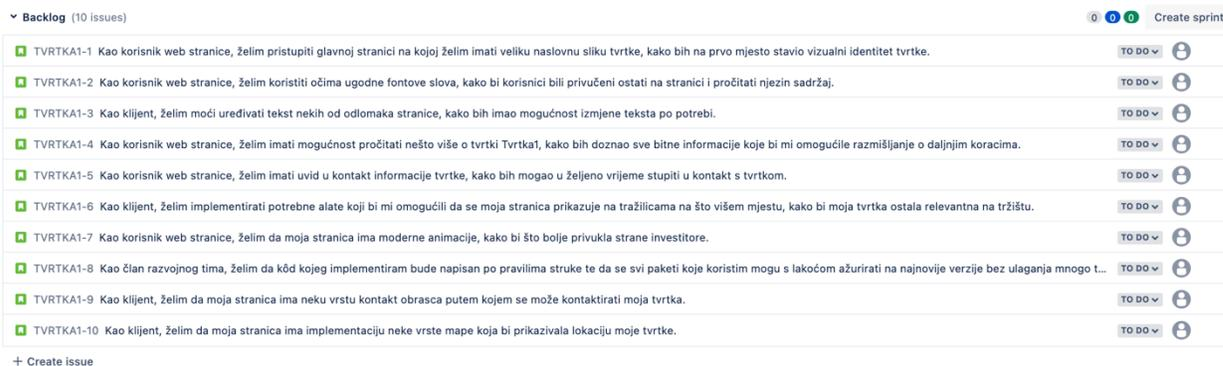 Backlog (10 issues) 0 0 0 Create sprint
TVRTKA1-1 Kao korisnik web stranice, želim pristupiti glavnoj stranici na kojoj želim imati veliku naslovnu sliku tvrtke, kako bih na prvo mjesto stavio vizualni identitet tvrtke. TO DO
TVRTKA1-2 Kao korisnik web stranice, želim koristiti očima ugodne fontove slova, kako bi korisnici bili privučeni ostati na stranici i pročitati njezin sadržaj. TO DO
TVRTKA1-3 Kao klijent, želim moći uređivati tekst nekih od odlomaka stranice, kako bih imao mogućnost izmjene teksta po potrebi. TO DO
TVRTKA1-4 Kao korisnik web stranice, želim imati mogućnost pročitati nešto više o tvrtki Tvrtka1, kako bih doznao sve bitne informacije koje bi mi omogućile razmišljanje o daljnjim koracima. TO DO
TVRTKA1-5 Kao korisnik web stranice, želim imati uvid u kontakt informacije tvrtke, kako bih mogao u željeno vrijeme stupiti u kontakt s tvrtkom. TO DO
TVRTKA1-6 Kao klijent, želim implementirati potrebne alate koji bi mi omogućili da se moja stranica prikazuje na tražilicama na što višem mjestu, kako bi moja tvrtka ostala relevantna na tržištu. TO DO
TVRTKA1-7 Kao korisnik web stranice, želim da moja stranica ima moderne animacije, kako bi što bolje privukla strane investitore. TO DO
TVRTKA1-8 Kao član razvojnog tima, želim da kôd kojeg implementiram bude napisan po pravilima struke te da se svi paketi koje koristim mogu s lakoćom ažurirati na najnovije verzije bez ulaganja mnogo t... TO DO
TVRTKA1-9 Kao klijent, želim da moja stranica ima neku vrstu kontakt obrasca putem kojem se može kontaktirati moja tvrtka. TO DO
TVRTKA1-10 Kao klijent, želim da moja stranica ima implementaciju neke vrste mape koja bi prikazivala lokaciju moje tvrtke. TO DO
+ Create issue